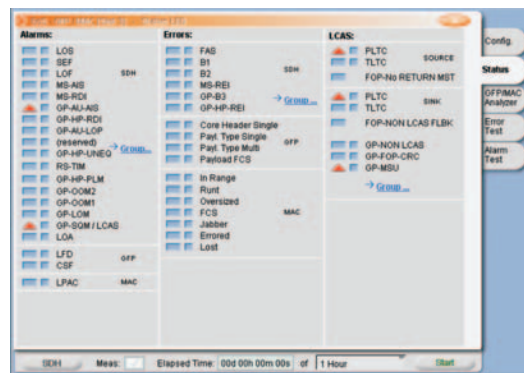 Alarms:
LOS
SEF
LOF
SDH
MS-AIS
MS-RDI
GP-AU-AIS
GP-HP-RDI
GP-AU-LOP
(reserved)
GP-HP-UNEQ
→ Group...
RS-TIM
GP-HP-PLM
GP-OOM2
GP-OOM1
GP-LOM
GP-SQM / LCAS
LOA
LFD
CSF
GFP
LPAC
MAC
Errors:
FAS
B1
B2
SDH
MS-REI
GP-B3
GP-HP-REI
→ Group...
Core Header Single
Payl. Type Single
Payl. Type Multi
GFP
Payload FCS
In Range
Runt
Oversized
FCS
MAC
Jabber
Errored
Lost
LCAS:
PLTC
TLTC
SOURCE
FOP-No RETURN MST
PLTC
TLTC
SINK
FOP-NON LCAS FLBK
GP-NON LCAS
GP-FOP-CRC
GP-MSU
→ Group...
Config.
Status
GFP/MAC
Analyzer
Error
Test
Alarm
Test
SDH Meas: Elapsed Time: 00d 00h 00m 00s of 1 Hour Start